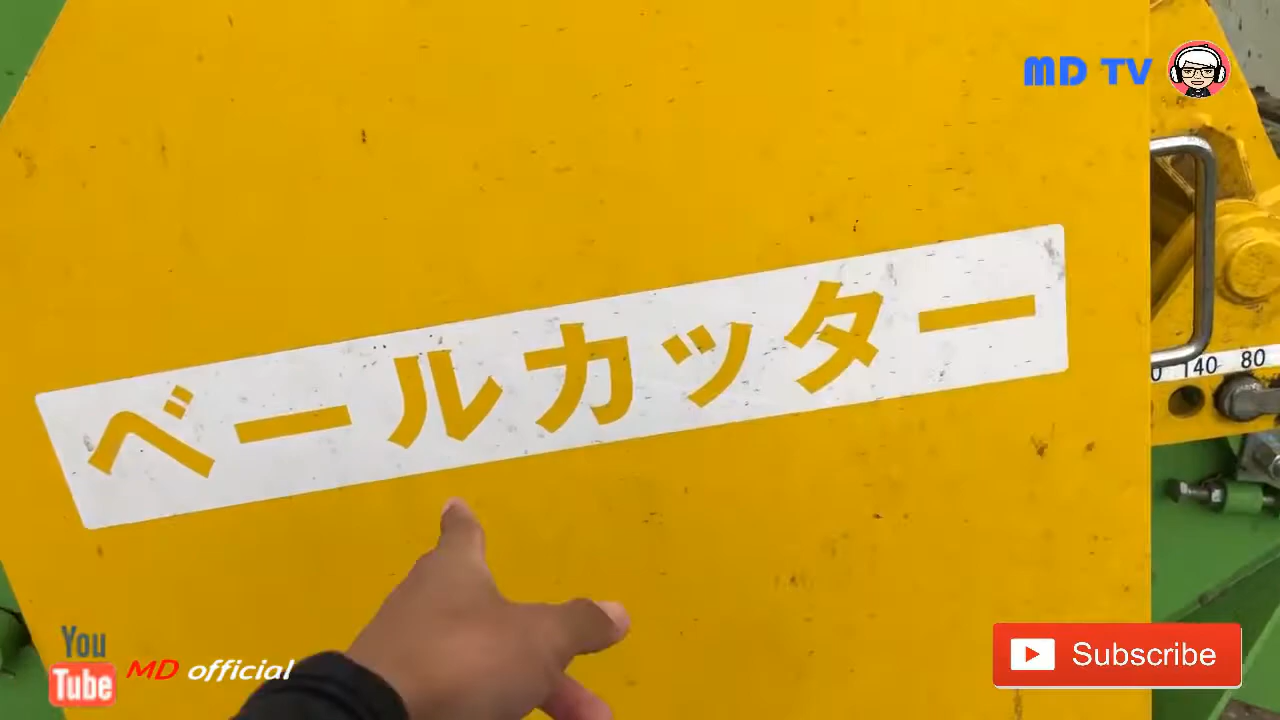 MD TV
ベールカッター
0 140 80
You
Tube
MD official
Subscribe